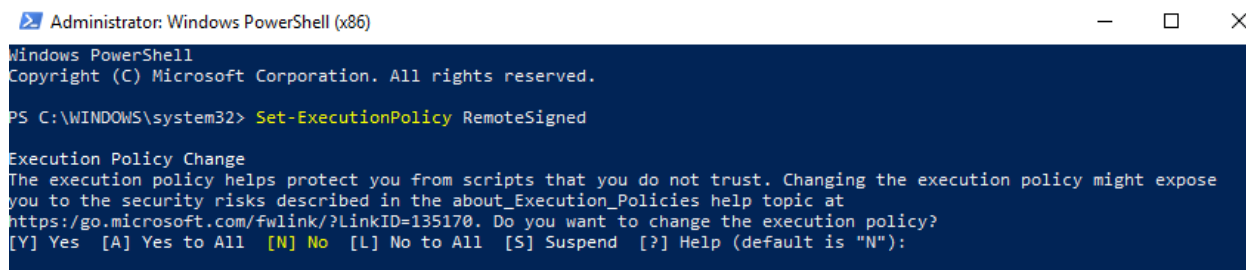 Administrator: Windows PowerShell (x86)
Windows PowerShell
Copyright (C) Microsoft Corporation. All rights reserved.
PS C:\WINDOWS\system32> Set-ExecutionPolicy RemoteSigned
Execution Policy Change
The execution policy helps protect you from scripts that you do not trust. Changing the execution policy might expose
you to the security risks described in the about_Execution_Policies help topic at
https:/go.microsoft.com/fwlink/?LinkID=135170. Do you want to change the execution policy?
[Y] Yes  [A] Yes to All  [N] No  [L] No to All  [S] Suspend  [?] Help (default is "N"):